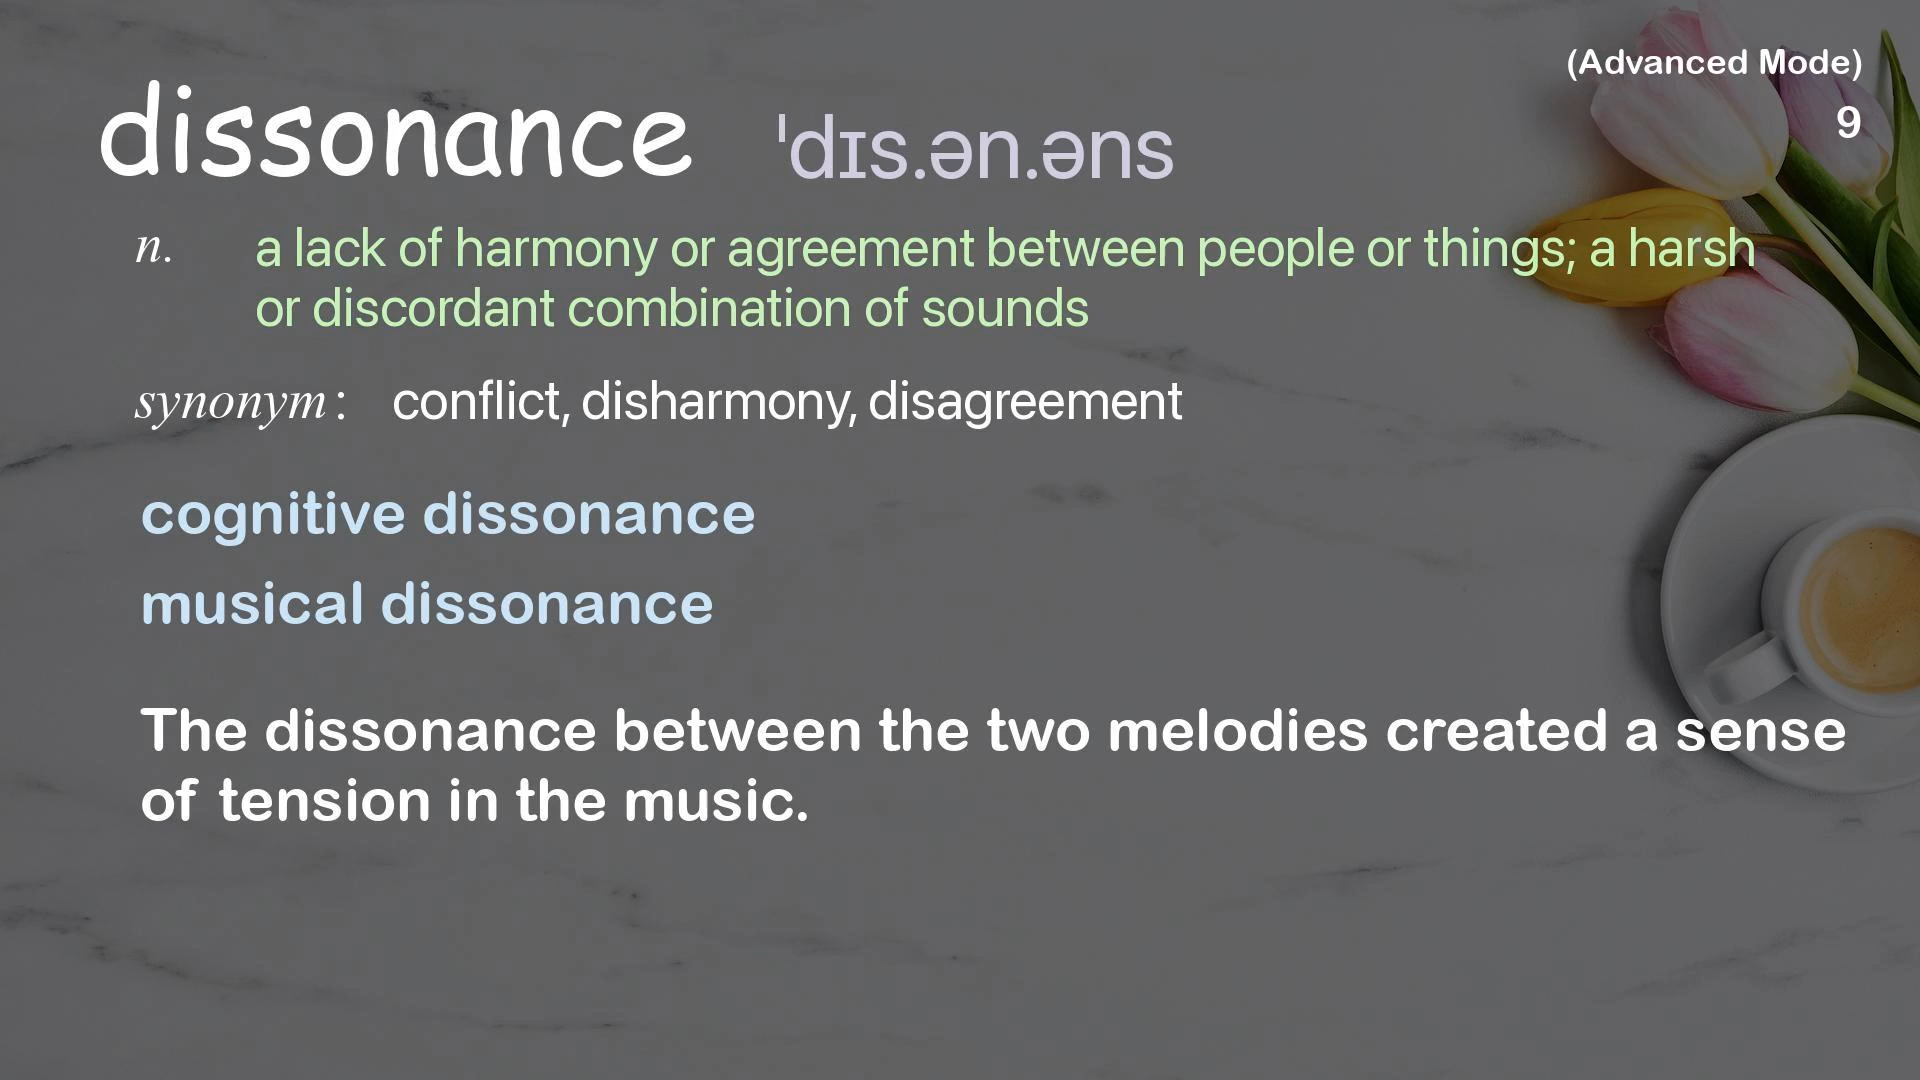 (Advanced Mode)
9
dissonance ˈdɪs.ən.əns
n. a lack of harmony or agreement between people or things; a harsh
or discordant combination of sounds
synonym: conflict, disharmony, disagreement
cognitive dissonance
musical dissonance
The dissonance between the two melodies created a sense
of tension in the music.